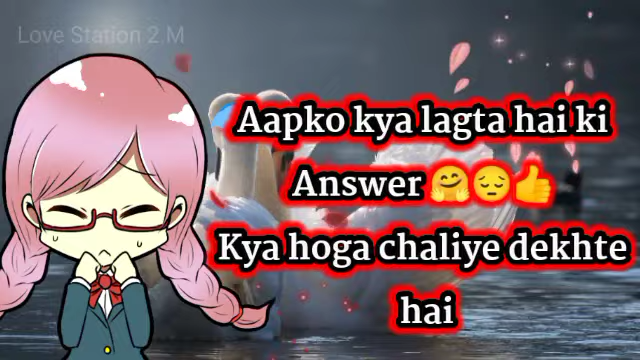 Love Station 2.M
Aapko kya lagta hai ki
Answer 🤗😔👍
Kya hoga chaliye dekhte
hai